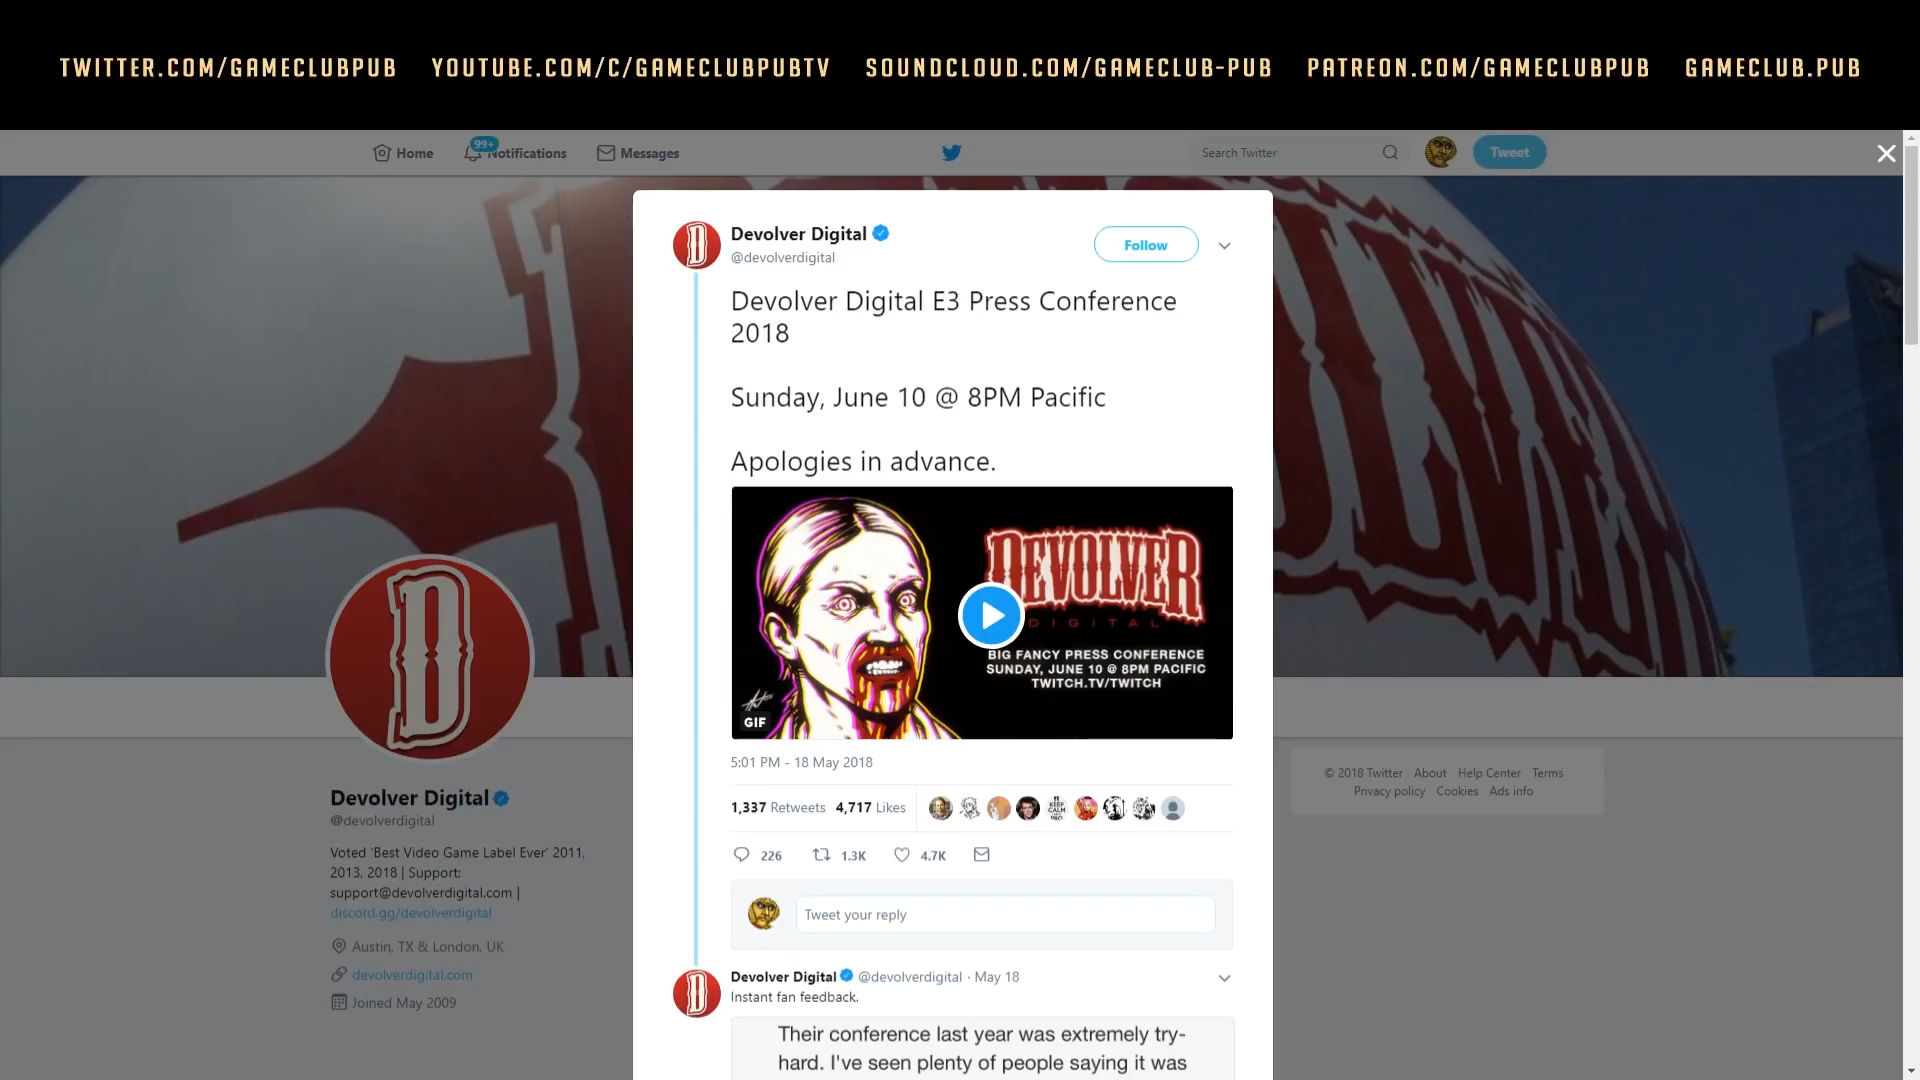 TWITTER.COM/GAMECLUBPUB YOUTUBE.COM/C/GAMECLUBPUBTV SOUNDCLOUD.COM/GAMECLUB-PUB PATREON.COM/GAMECLUBPUB GAMECLUB.PUB
Home 99+ Notifications Messages Search Twitter Tweet
Devolver Digital
@devolverdigital
Follow
Devolver Digital E3 Press Conference
2018
Sunday, June 10 @ 8PM Pacific
Apologies in advance.
DEVOLVER
DIGITAL
BIG FANCY PRESS CONFERENCE
SUNDAY, JUNE 10 @ 8PM PACIFIC
TWITCH.TV/TWITCH
GIF
5:01 PM - 18 May 2018
1,337 Retweets 4,717 Likes
226 1.3K 4.7K
Tweet your reply
Devolver Digital @devolverdigital · May 18
Instant fan feedback.
Their conference last year was extremely try-
hard. I've seen plenty of people saying it was
D
Devolver Digital
@devolverdigital
Voted 'Best Video Game Label Ever' 2011,
2013, 2018 | Support:
support@devolverdigital.com |
discord.gg/devolverdigital
Austin, TX & London. UK
devolverdigital.com
Joined May 2009
© 2018 Twitter About Help Center Terms
Privacy policy Cookies Ads info